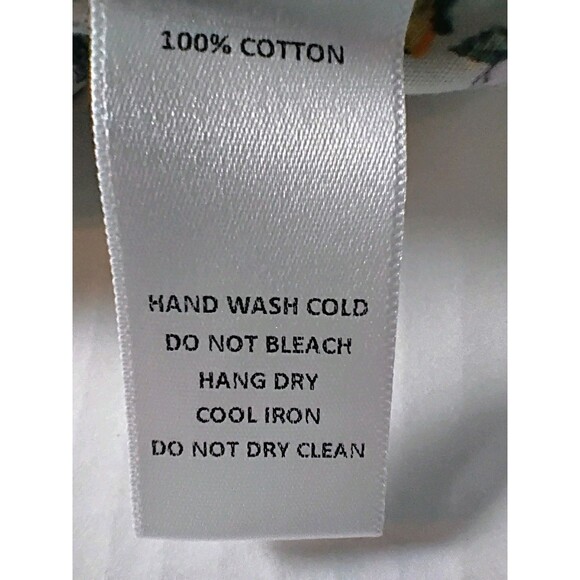 100% COTTON
HAND WASH COLD
DO NOT BLEACH
HANG DRY
COOL IRON
DO NOT DRY CLEAN